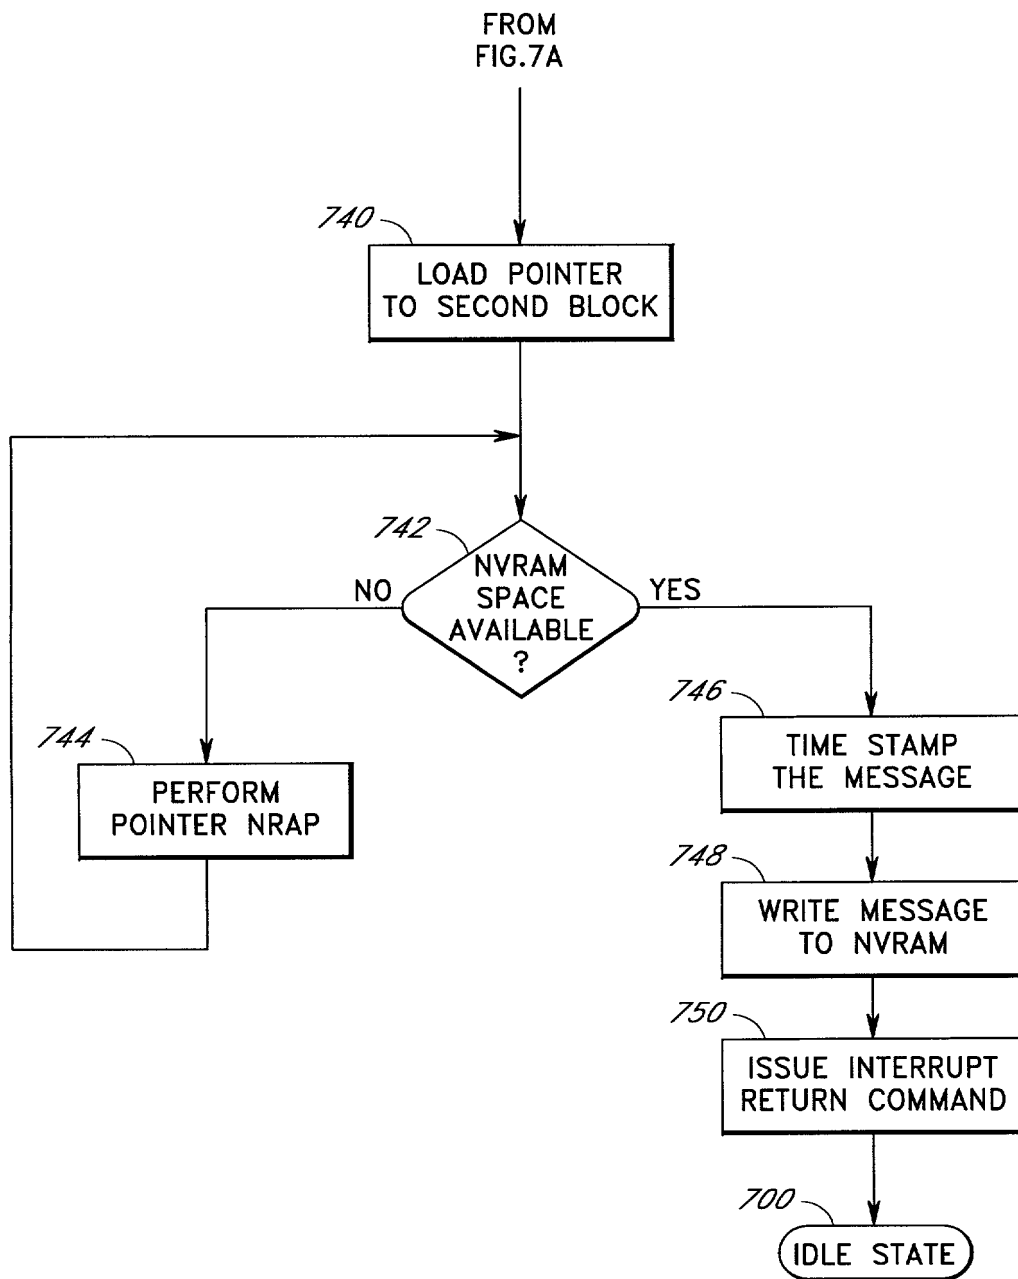 FROM
FIG.7A
740
LOAD POINTER
TO SECOND BLOCK
742
NVRAM
SPACE
AVAILABLE
?
NO
YES
744
PERFORM
POINTER NRAP
746
TIME STAMP
THE MESSAGE
748
WRITE MESSAGE
TO NVRAM
750
ISSUE INTERRUPT
RETURN COMMAND
700
IDLE STATE